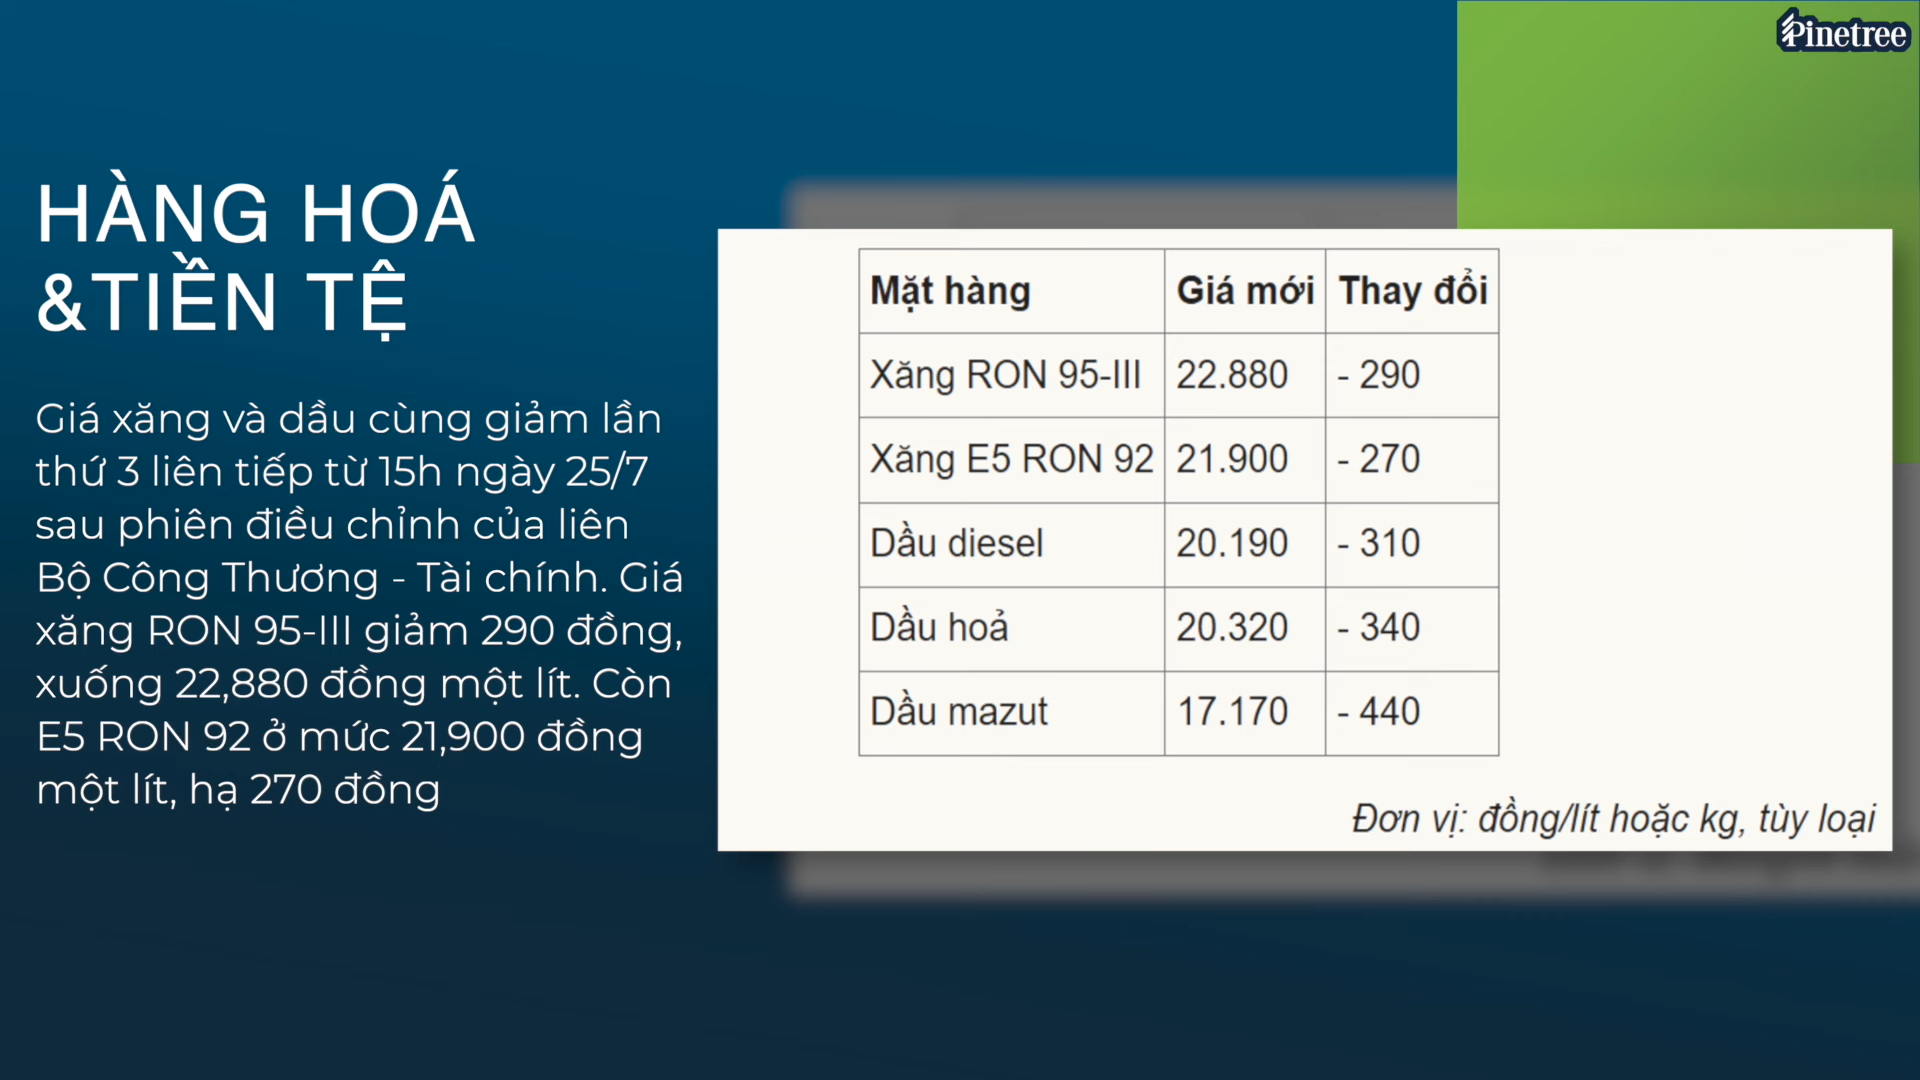 Pinetree
HÀNG HOÁ
&TIỀN TỆ
Giá xăng và dầu cùng giảm lần
thứ 3 liên tiếp từ 15h ngày 25/7
sau phiên điều chỉnh của liên
Bộ Công Thương - Tài chính. Giá
xăng RON 95-III giảm 290 đồng,
xuống 22,880 đồng một lít. Còn
E5 RON 92 ở mức 21,900 đồng
một lít, hạ 270 đồng
Mặt hàng Giá mới Thay đổi
Xăng RON 95-III 22.880 - 290
Xăng E5 RON 92 21.900 - 270
Dầu diesel 20.190 - 310
Dầu hoả 20.320 - 340
Dầu mazut 17.170 - 440
Đơn vị: đồng/lít hoặc kg, tùy loại